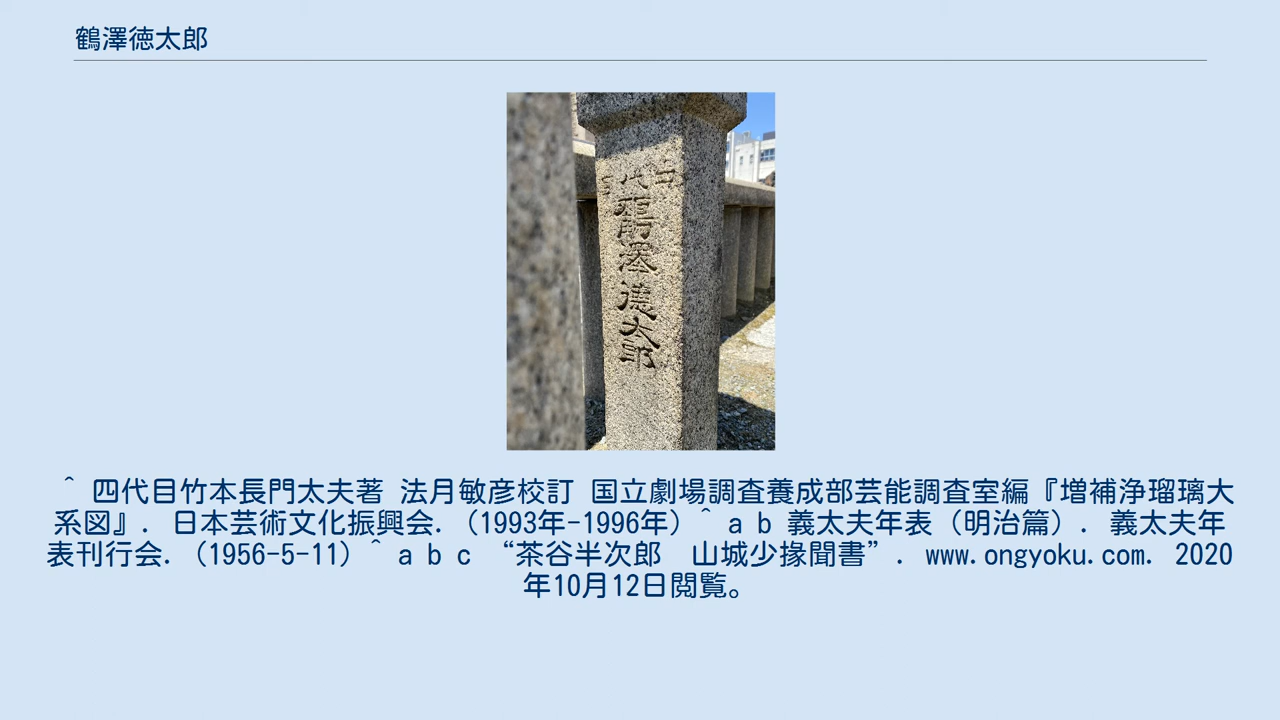 鶴澤徳太郎
五代目
鶴澤德太郎
^ 四代目竹本長門太夫著 法月敏彦校訂 国立劇場調査養成部芸能調査室編『増補浄瑠璃大
系図』. 日本芸術文化振興会. (1993年-1996年) ^ a b 義太夫年表（明治篇）. 義太夫年
表刊行会. (1956-5-11) ^ a b c “茶谷半次郎　山城少掾聞書”. www.ongyoku.com. 2020
年10月12日閲覧。